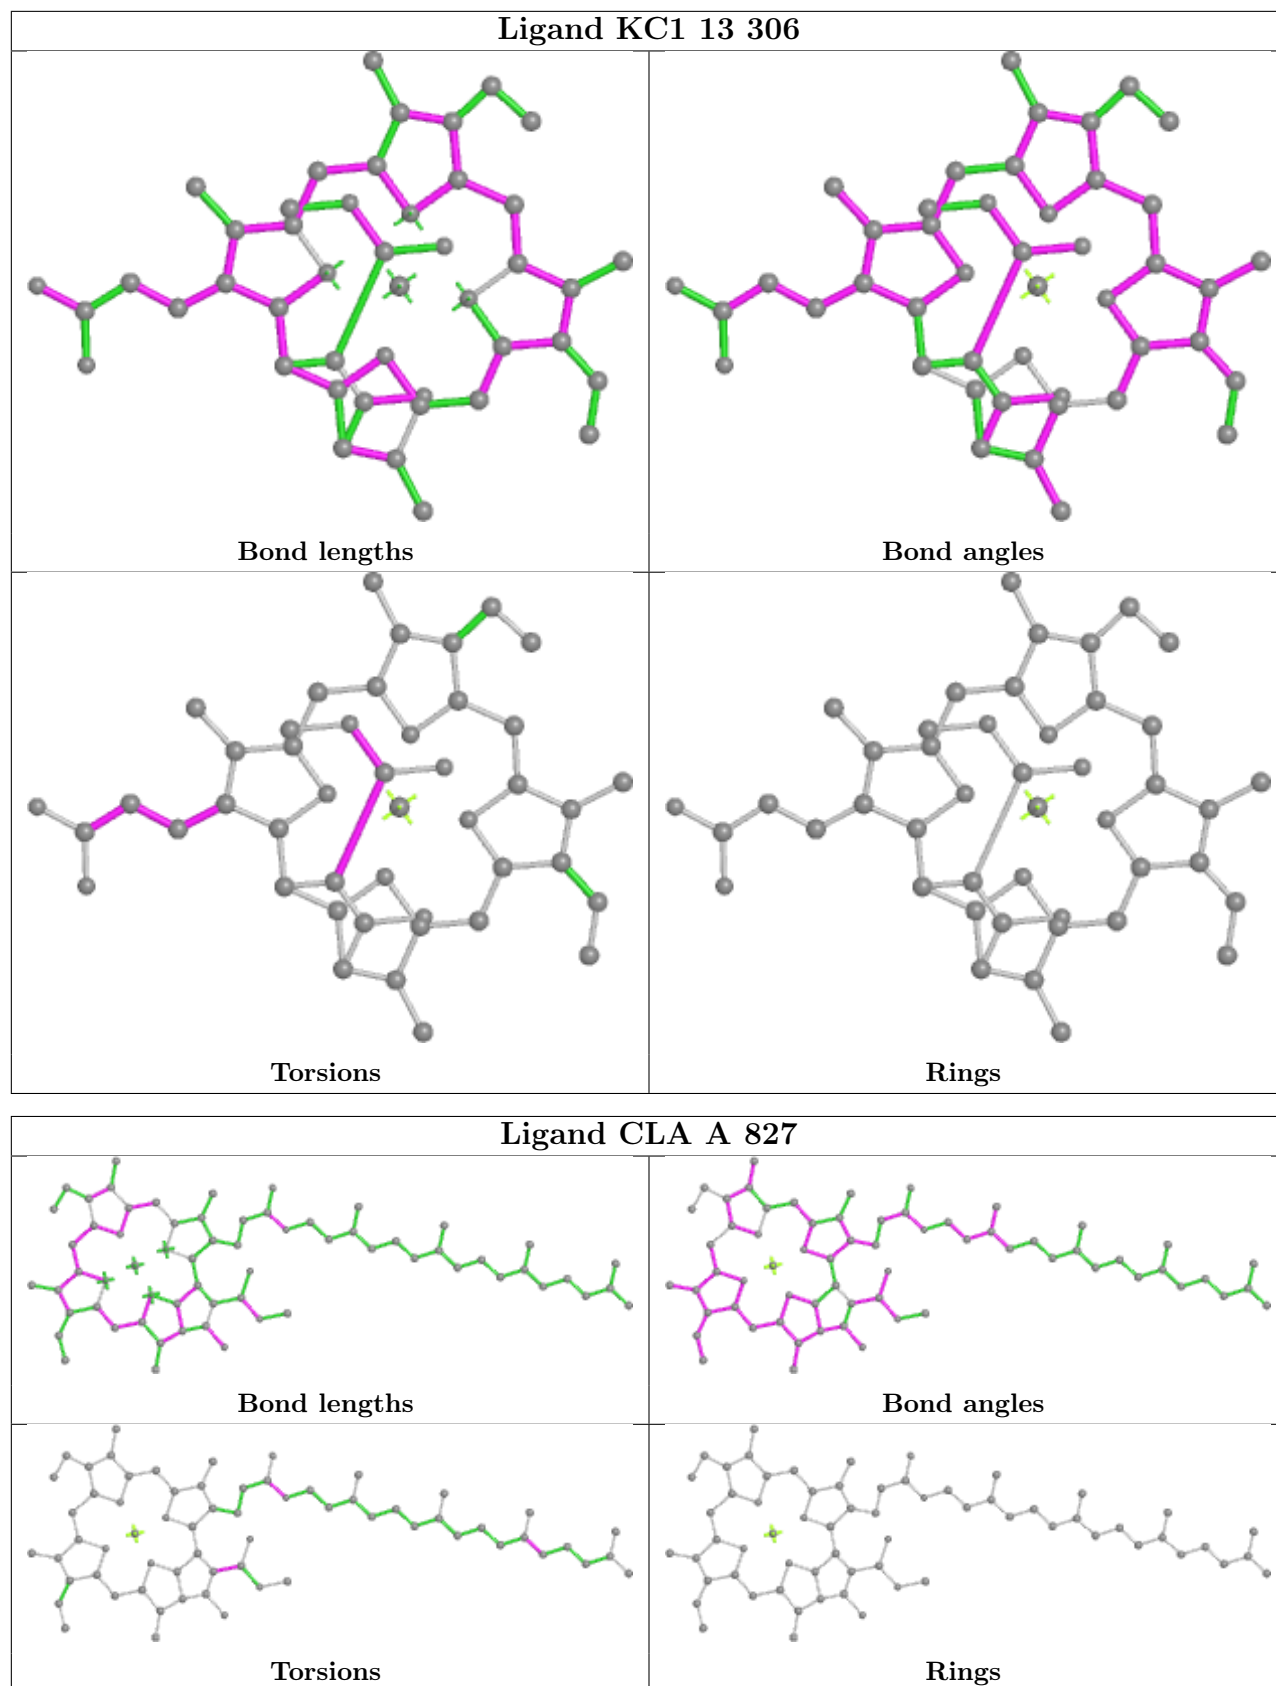 Ligand KC1 13 306
Bond lengths
Bond angles
Torsions
Rings
Ligand CLA A 827
Bond lengths
Bond angles
Torsions
Rings